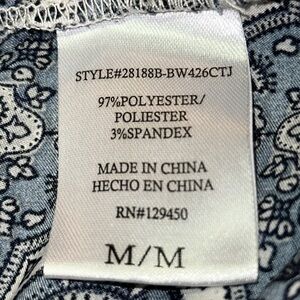 STYLE#28188B-BW426CTJ
97%POLYESTER/
POLIESTER
3%SPANDEX
MADE IN CHINA
HECHO EN CHINA
RN#129450
M/M